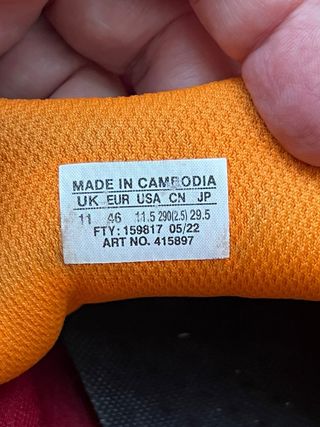 MADE IN CAMBODIA
UK EUR USA CN JP
11 46 11.5 290(2.5) 29.5
FTY: 159817 05/22
ART NO. 415897